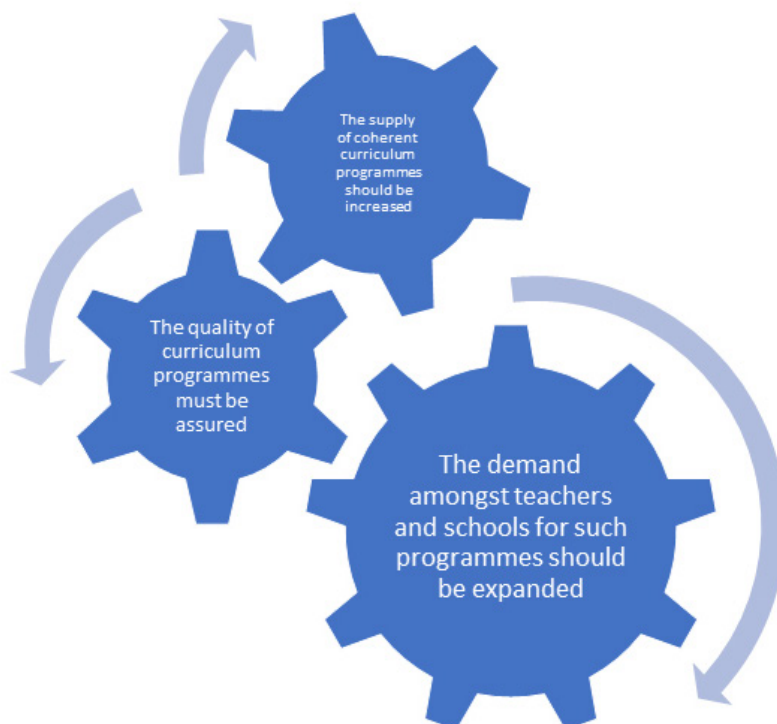 The supply
of coherent
curriculum
programmes
should be
increased
The quality of
curriculum
programmes
must be
assured
The demand
amongst teachers
and schools for such
programmes should
be expanded